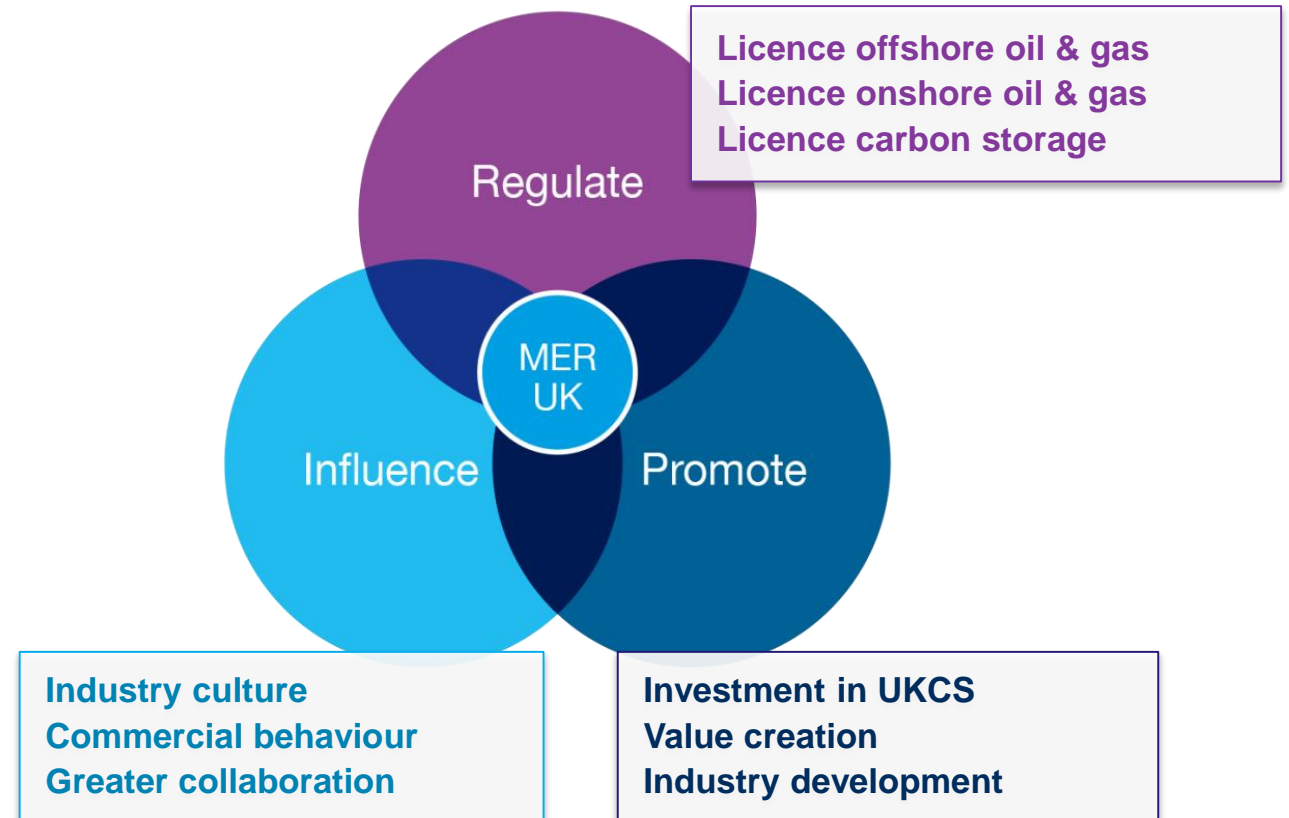 Licence offshore oil & gas
Licence onshore oil & gas
Licence carbon storage
Regulate
MER
UK
Influence
Promote
Industry culture
Commercial behaviour
Greater collaboration
Investment in UKCS
Value creation
Industry development